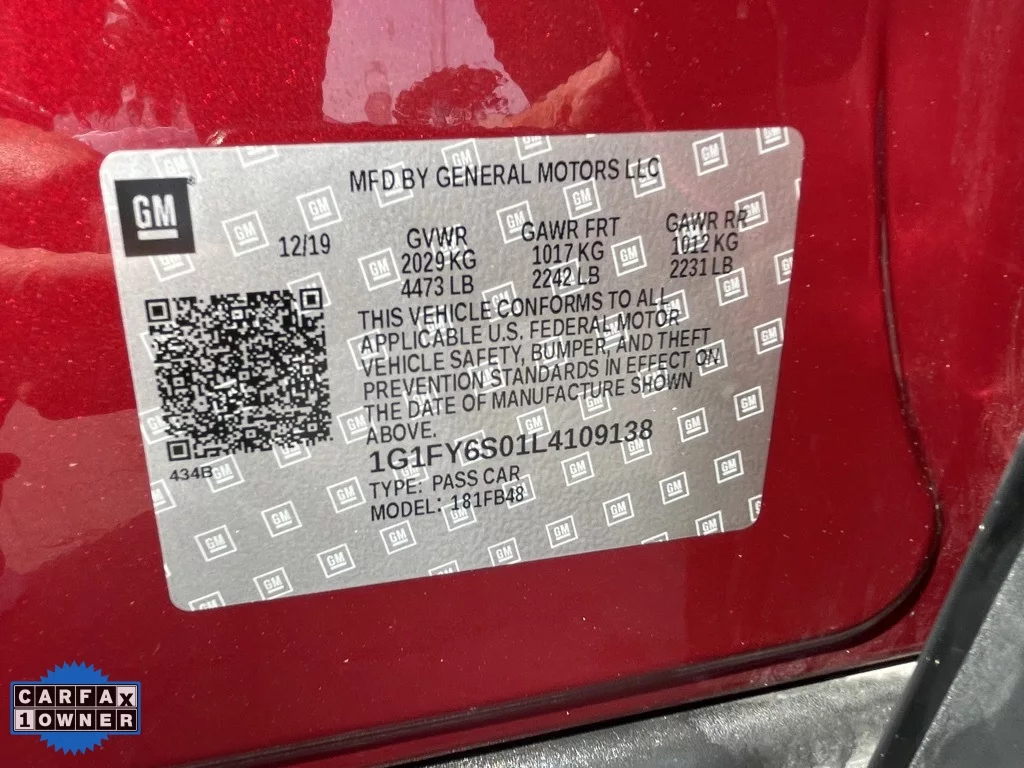 GM
MFD BY GENERAL MOTORS LLC
12/19
GVWR GAWR FRT GAWR RR
2029 KG 1017 KG 1012 KG
4473 LB 2242 LB 2231 LB
THIS VEHICLE CONFORMS TO ALL
APPLICABLE U.S. FEDERAL MOTOR
VEHICLE SAFETY, BUMPER, AND THEFT
PREVENTION STANDARDS IN EFFECT ON
THE DATE OF MANUFACTURE SHOWN
ABOVE.
434B
1G1FY6S01L4109138
TYPE: PASS CAR
MODEL: 181FB48
CARFAX
1 OWNER